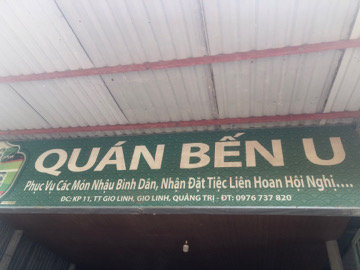 QUÁN BẾN U
Phục Vụ Các Món Nhậu Bình Dân, Nhận Đặt Tiệc Liên Hoan Hội Nghị....
ĐC: KP 11, TT GIO LINH, GIO LINH, QUẢNG TRỊ - ĐT: 0976 737 820